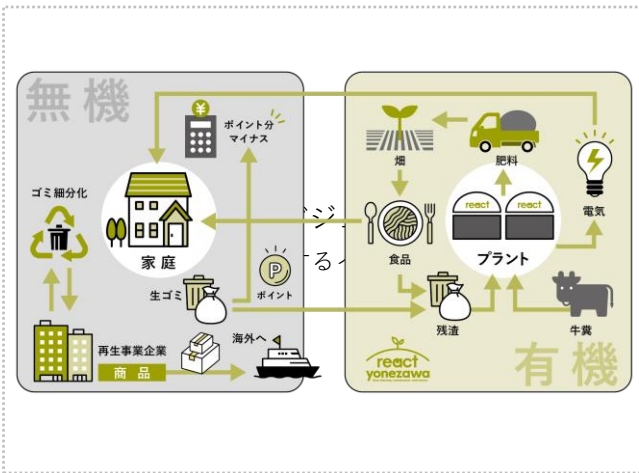 無機
有機
¥
ポイント分
マイナス
ゴミ細分化
家庭
生ゴミ
P
ポイント
再生事業企業
商品
海外へ
畑
肥料
電気
食品
react
react
プラント
残渣
牛糞
react
yonezawa
ジ
する